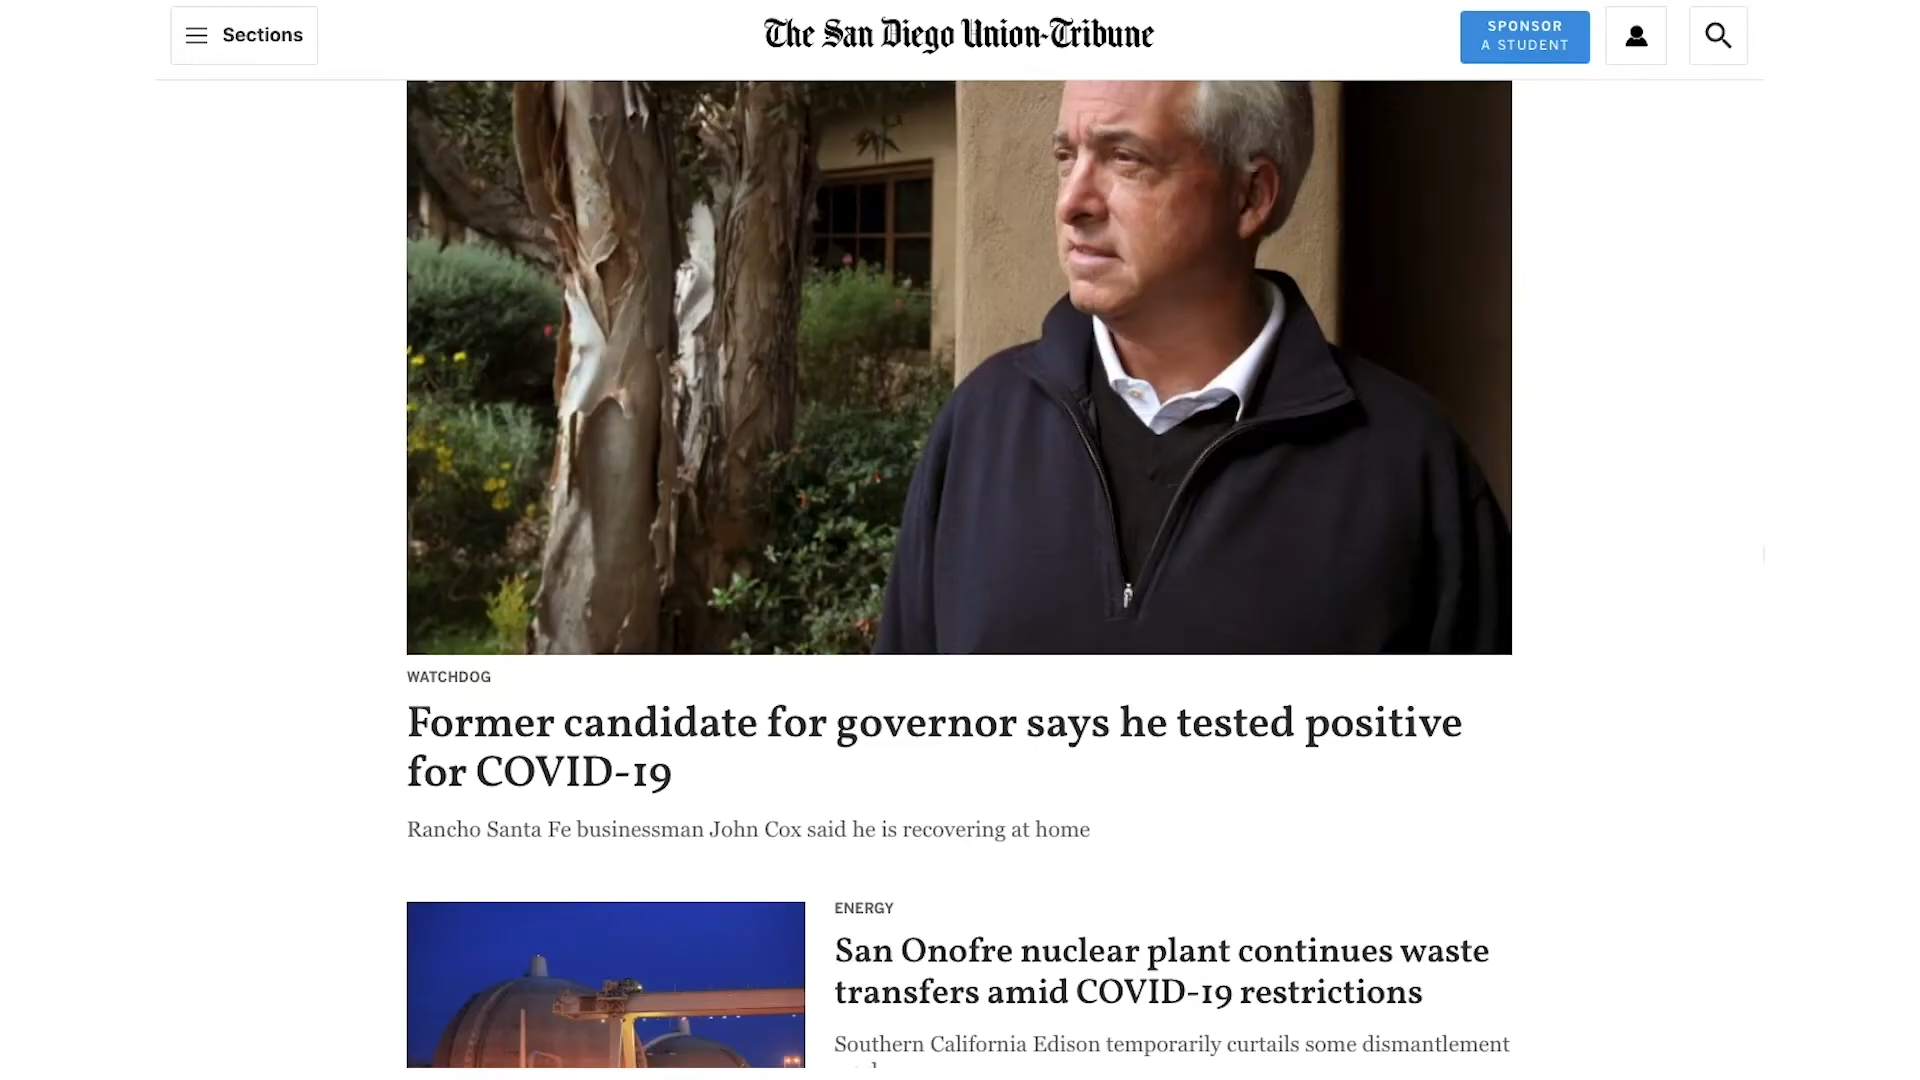 Sections
The San Diego Union-Tribune
SPONSOR
A STUDENT
WATCHDOG
Former candidate for governor says he tested positive
for COVID-19
Rancho Santa Fe businessman John Cox said he is recovering at home
ENERGY
San Onofre nuclear plant continues waste
transfers amid COVID-19 restrictions
Southern California Edison temporarily curtails some dismantlement